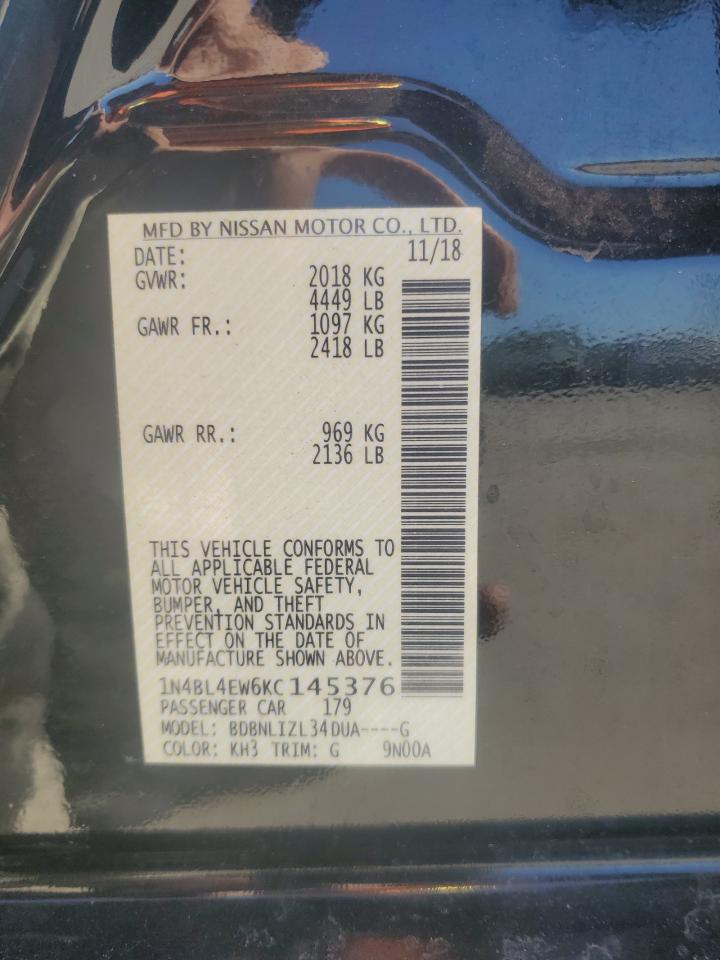 MFD BY NISSAN MOTOR CO., LTD.
DATE: 11/18
GVWR: 2018 KG
4449 LB
GAWR FR.: 1097 KG
2418 LB
GAWR RR.: 969 KG
2136 LB
THIS VEHICLE CONFORMS TO
ALL APPLICABLE FEDERAL
MOTOR VEHICLE SAFETY,
BUMPER, AND THEFT
PREVENTION STANDARDS IN
EFFECT ON THE DATE OF
MANUFACTURE SHOWN ABOVE.
1N4BL4EW6KC145376
PASSENGER CAR 179
MODEL: BDBNLIZL34DUA----G
COLOR: KH3 TRIM: G 9N00A